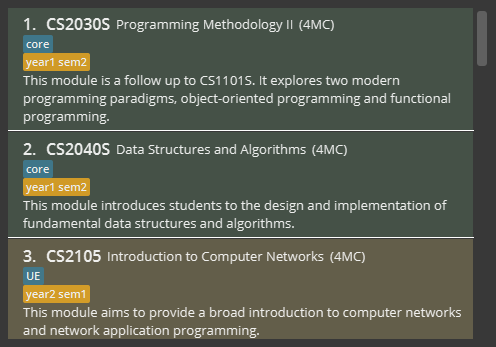 1. CS2030S Programming Methodology II (4MC)
core
year1 sem2
This module is a follow up to CS1101S. It explores two modern
programming paradigms, object-oriented programming and functional
programming.
2. CS2040S Data Structures and Algorithms (4MC)
core
year1 sem2
This module introduces students to the design and implementation of
fundamental data structures and algorithms.
3. CS2105 Introduction to Computer Networks (4MC)
UE
year2 sem1
This module aims to provide a broad introduction to computer networks
and network application programming.